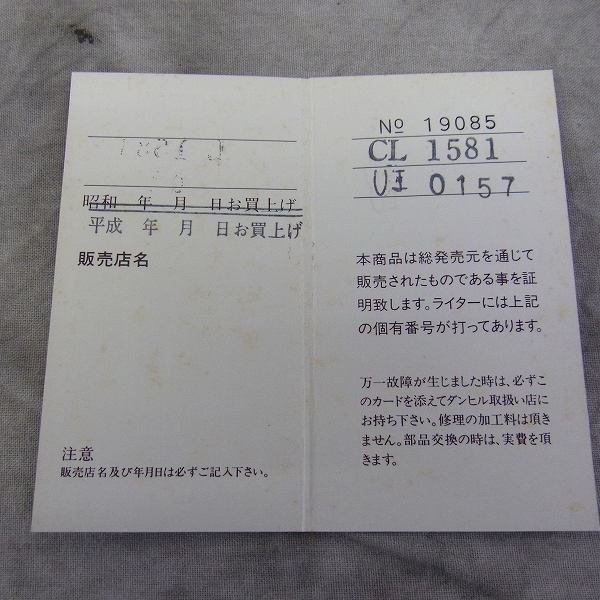 昭和 年 月 日お買上げ
平成 年 月 日お買上げ
販売店名
注意
販売店名及び年月日は必ずご記入下さい。
No 19085
CL 1581
0157
本商品は総発売元を通じて
販売されたものである事を証
明致します。ライターには上記
の個有番号が打ってあります。
万一故障が生じました時は、必ずこ
のカードを添えてダンヒル取扱い店に
お持ち下さい。修理の加工料は頂き
ません。部品交換の時は、実費を頂
きます。